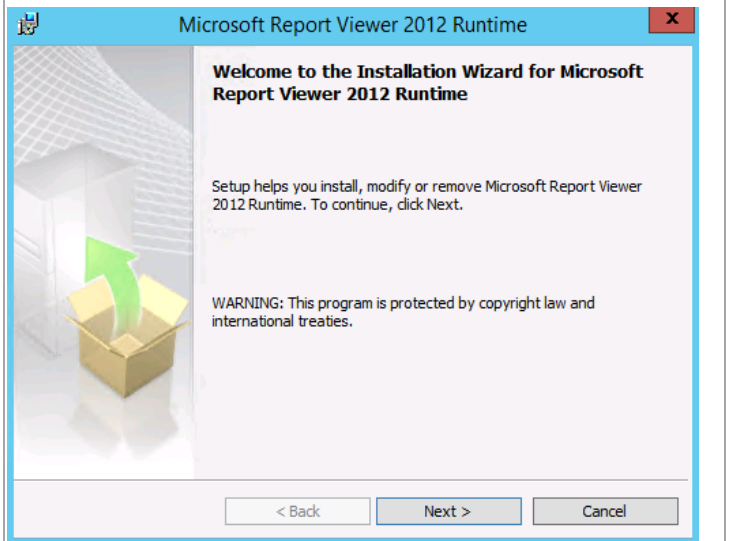 Microsoft Report Viewer 2012 Runtime
x
Welcome to the Installation Wizard for Microsoft
Report Viewer 2012 Runtime
Setup helps you install, modify or remove Microsoft Report Viewer
2012 Runtime. To continue, click Next.
WARNING: This program is protected by copyright law and
international treaties.
< Back
Next >
Cancel